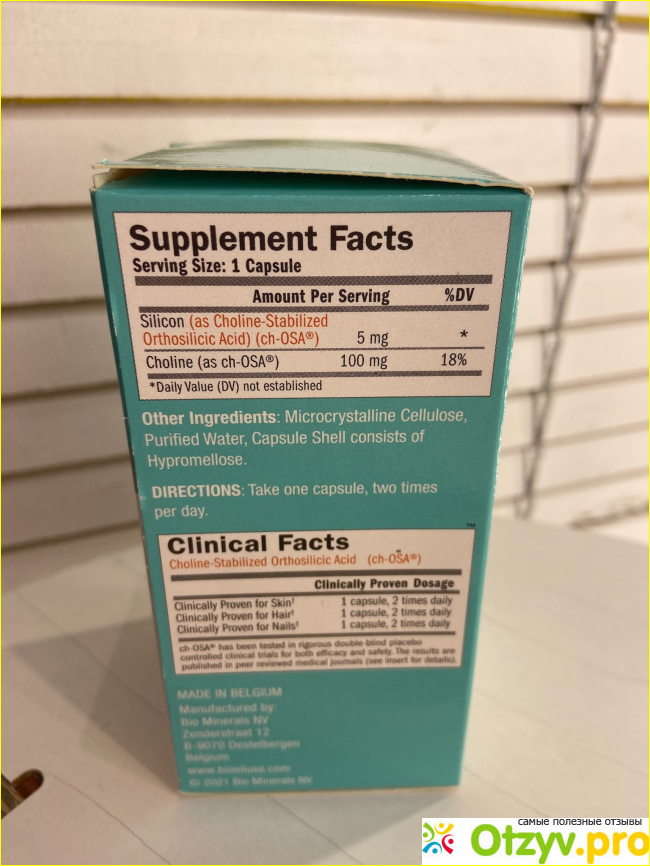 Supplement Facts
Serving Size: 1 Capsule
Amount Per Serving %DV
Silicon (as Choline-Stabilized
Orthosilicic Acid) (ch-OSA®) 5 mg *
Choline (as ch-OSA®) 100 mg 18%
*Daily Value (DV) not established
Other Ingredients: Microcrystalline Cellulose,
Purified Water, Capsule Shell consists of
Hypromellose.
DIRECTIONS: Take one capsule, two times
per day.
Clinical Facts™
Choline-Stabilized Orthosilicic Acid (ch-OSA®)
Clinically Proven Dosage
Clinically Proven for Skin† 1 capsule, 2 times daily
Clinically Proven for Hair† 1 capsule, 2 times daily
Clinically Proven for Nails† 1 capsule, 2 times daily
ch-OSA® has been tested in rigorous double-blind placebo
controlled clinical trials for both efficacy and safety. The results are
published in peer reviewed medical journals (see insert for details).
MADE IN BELGIUM
Manufactured by:
Bio Minerals NV
Zenderstraat 12
B-9070 Destelbergen
Belgium
www.biosilusa.com
© 2021 Bio Minerals NV
самые полезные отзывы
Otzyv.pro